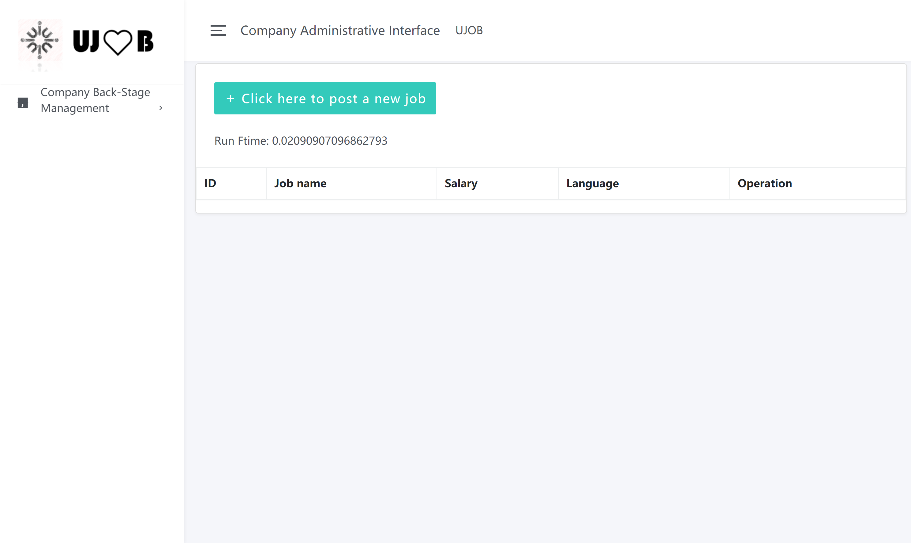 UJ♡B
Company Administrative Interface UJOB
Company Back-Stage
Management ›
+ Click here to post a new job
Run Ftime: 0.02090907096862793
ID Job name Salary Language Operation